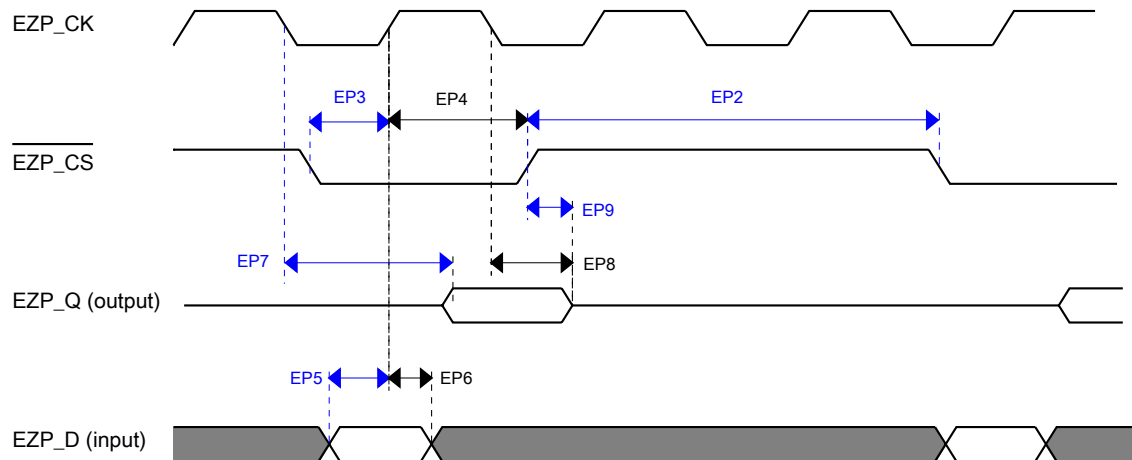 EZP_CK
EP3
EP4
EP2
EZP_CS
EP9
EP7
EP8
EZP_Q (output)
EP5
EP6
EZP_D (input)